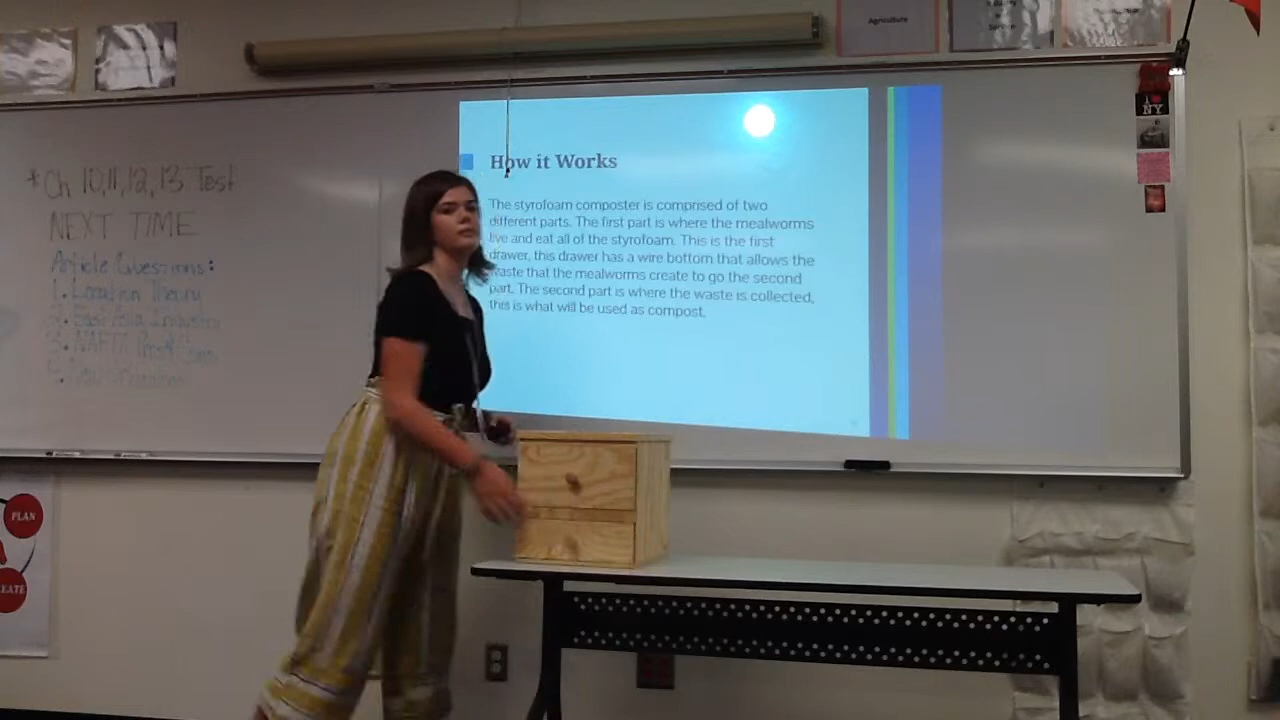 Agriculture
I ❤ NY
*Ch 10,11,12,13 Test
NEXT TIME
Article Questions:
1. Location Theory
2. East Asia Industry
3. NAFTA Pros & Cons
4.
How it Works
The styrofoam composter is comprised of two
different parts. The first part is where the mealworms
live and eat all of the styrofoam. This is the first
drawer, this drawer has a wire bottom that allows the
waste that the mealworms create to go the second
part. The second part is where the waste is collected,
this is what will be used as compost.
PLAN
EATE